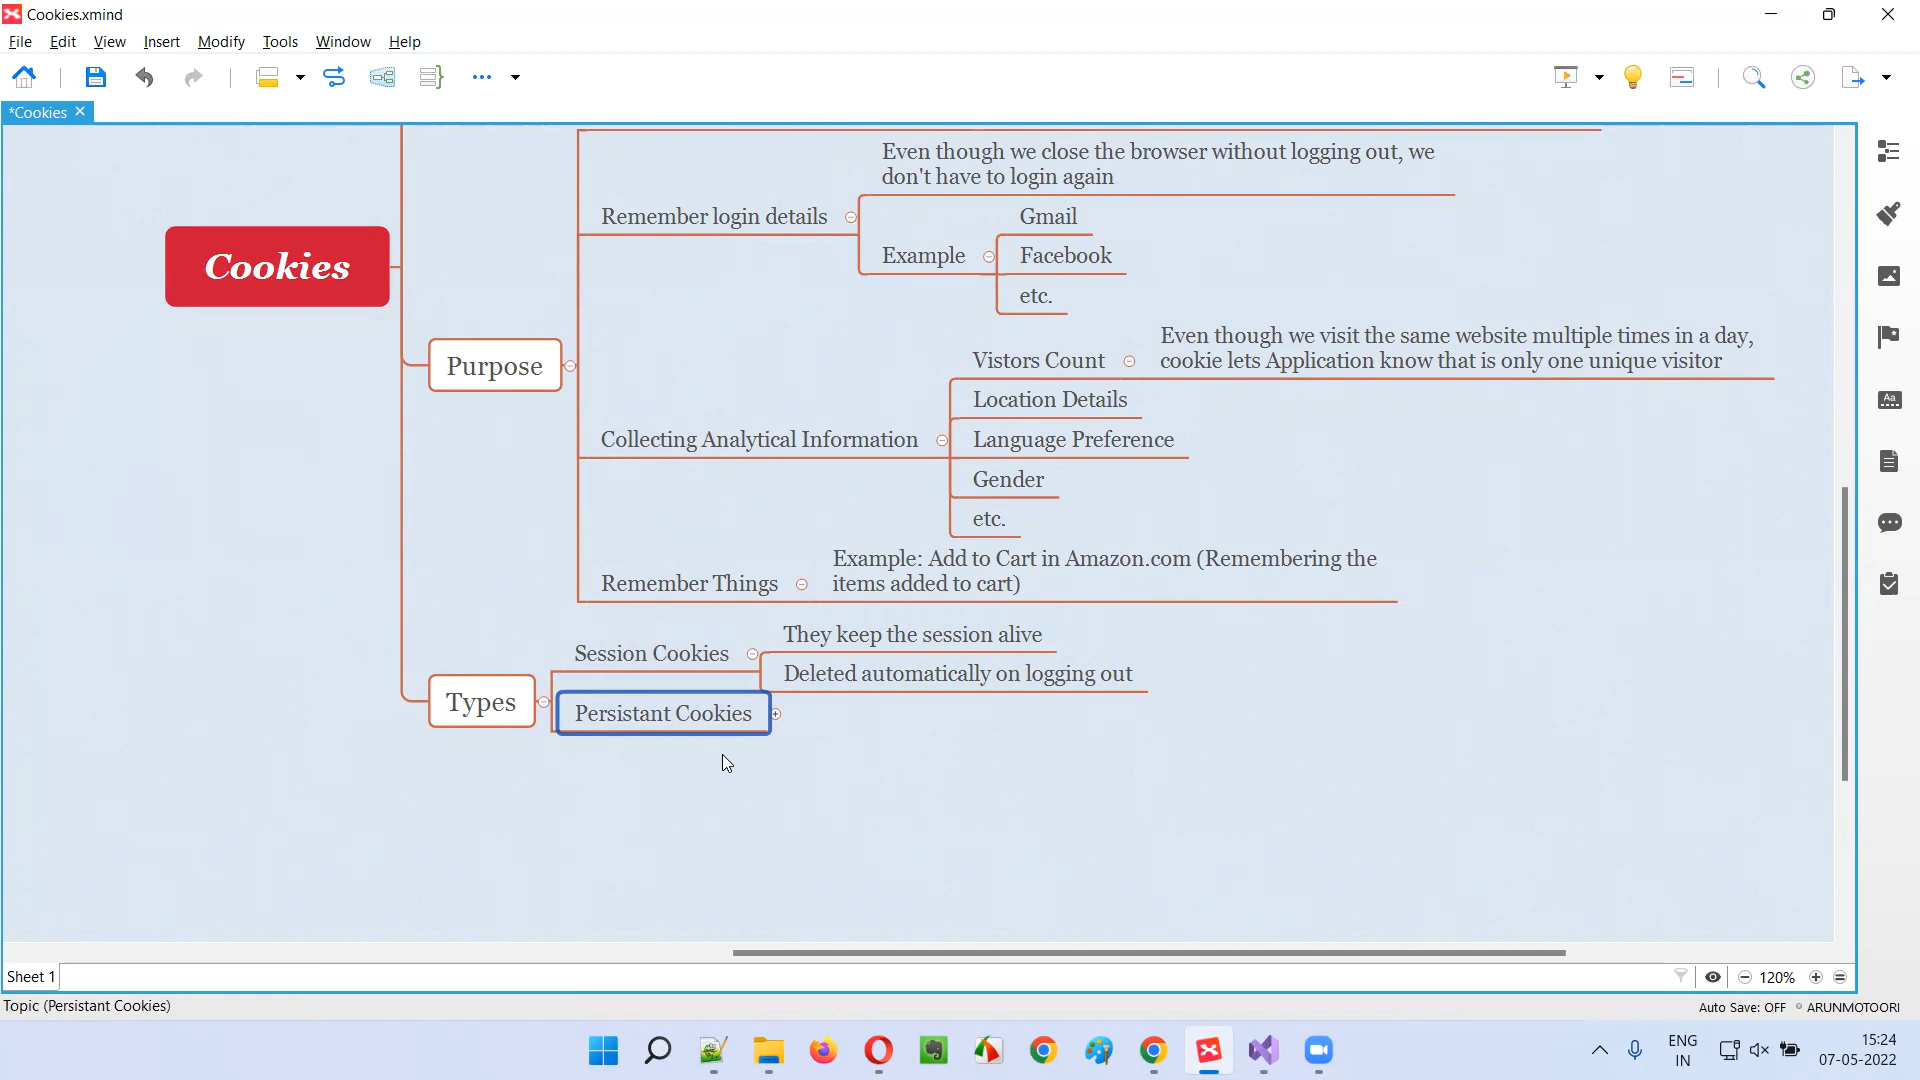 Cookies.xmind
File Edit View Insert Modify Tools Window Help
*Cookies
Even though we close the browser without logging out, we
don't have to login again
Remember login details
Gmail
Example
Facebook
etc.
Cookies
Purpose
Even though we visit the same website multiple times in a day,
Vistors Count
cookie lets Application know that is only one unique visitor
Location Details
Collecting Analytical Information
Language Preference
Gender
etc.
Example: Add to Cart in Amazon.com (Remembering the
Remember Things
items added to cart)
They keep the session alive
Session Cookies
Deleted automatically on logging out
Types
Persistant Cookies
Aa
Sheet 1
120%
Topic (Persistant Cookies)
Auto Save: OFF
ARUNMOTOORI
ENG
IN
15:24
07-05-2022